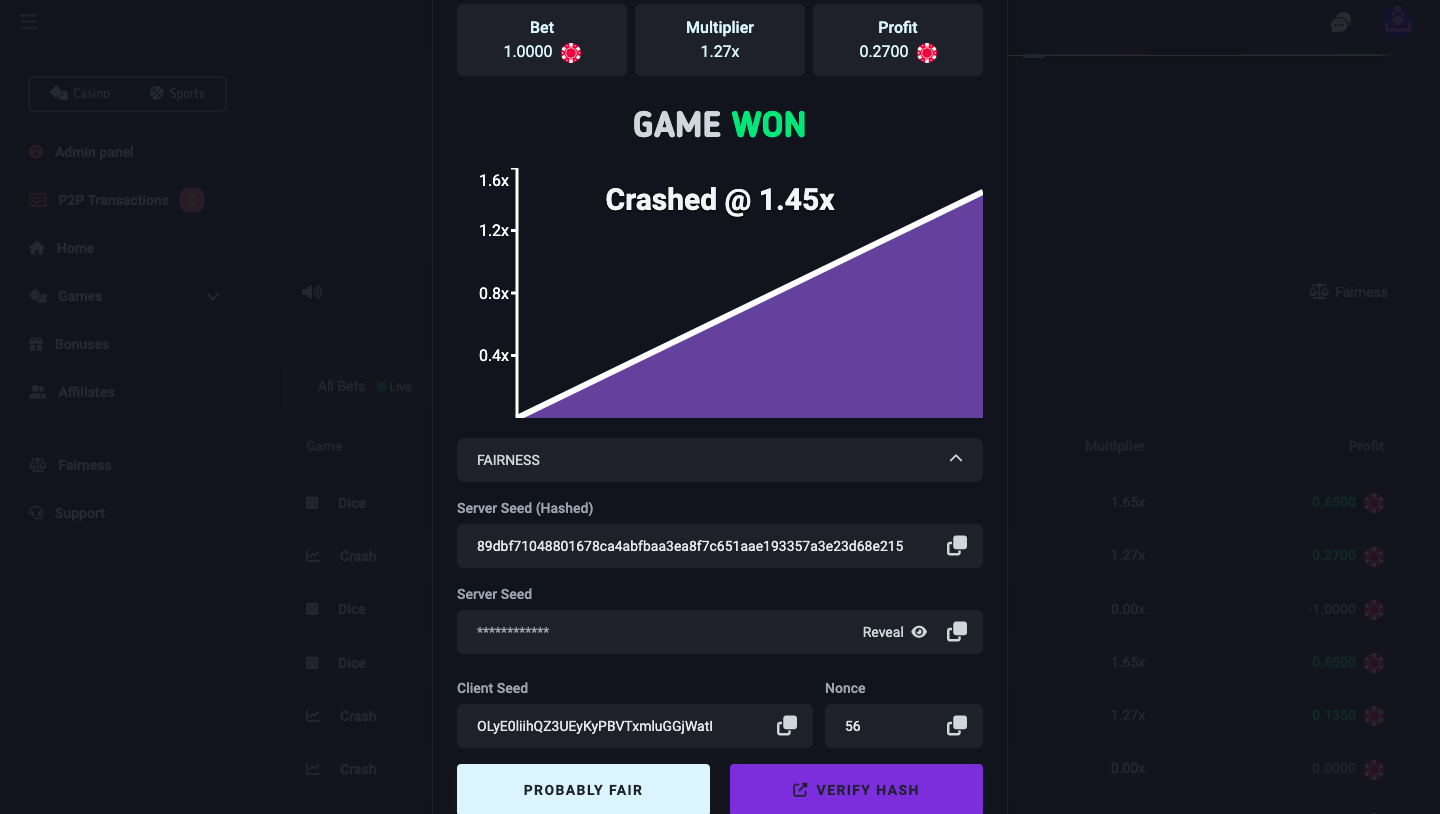 Bet
Multiplier
Profit
1.0000
1.27x
0.2700
GAME WON
Casino
Sports
Admin panel
P2P Transactions 0
Home
Games
Bonuses
Affiliates
Fairness
Support
1.6x
1.2x
0.8x
0.4x
Crashed @ 1.45x
Fairness
All Bets
Live
Game
Multiplier
Profit
Dice
1.65x
0.6500
Crash
1.27x
0.2700
Dice
0.00x
-1.0000
Dice
1.65x
0.6500
Crash
1.27x
0.1350
Crash
0.00x
0.0000
FAIRNESS
Server Seed (Hashed)
89dbf71048801678ca4abfbaa3ea8f7c651aae193357a3e23d68e215
Server Seed
************
Reveal
Client Seed
Nonce
OLyE0liihQZ3UEyKyPBVTxmluGGjWatI
56
PROBABLY FAIR
VERIFY HASH